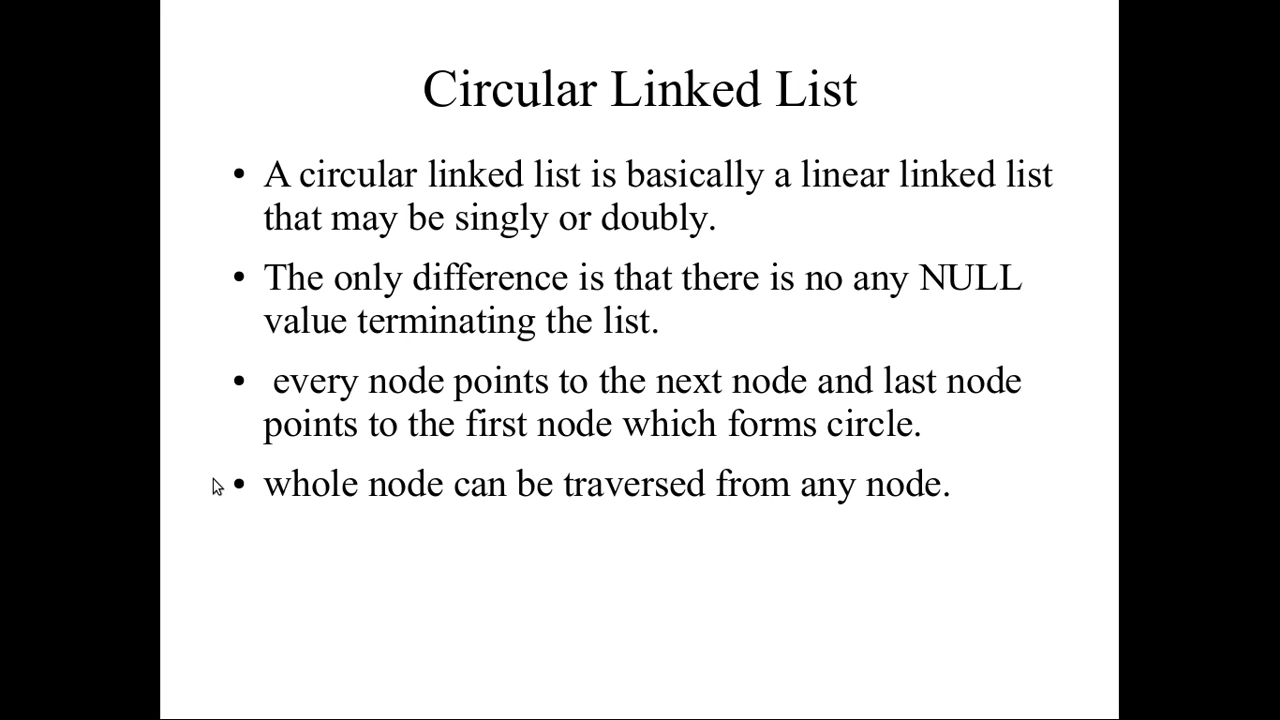 Circular Linked List
• A circular linked list is basically a linear linked list
that may be singly or doubly.
• The only difference is that there is no any NULL
value terminating the list.
• every node points to the next node and last node
points to the first node which forms circle.
• whole node can be traversed from any node.